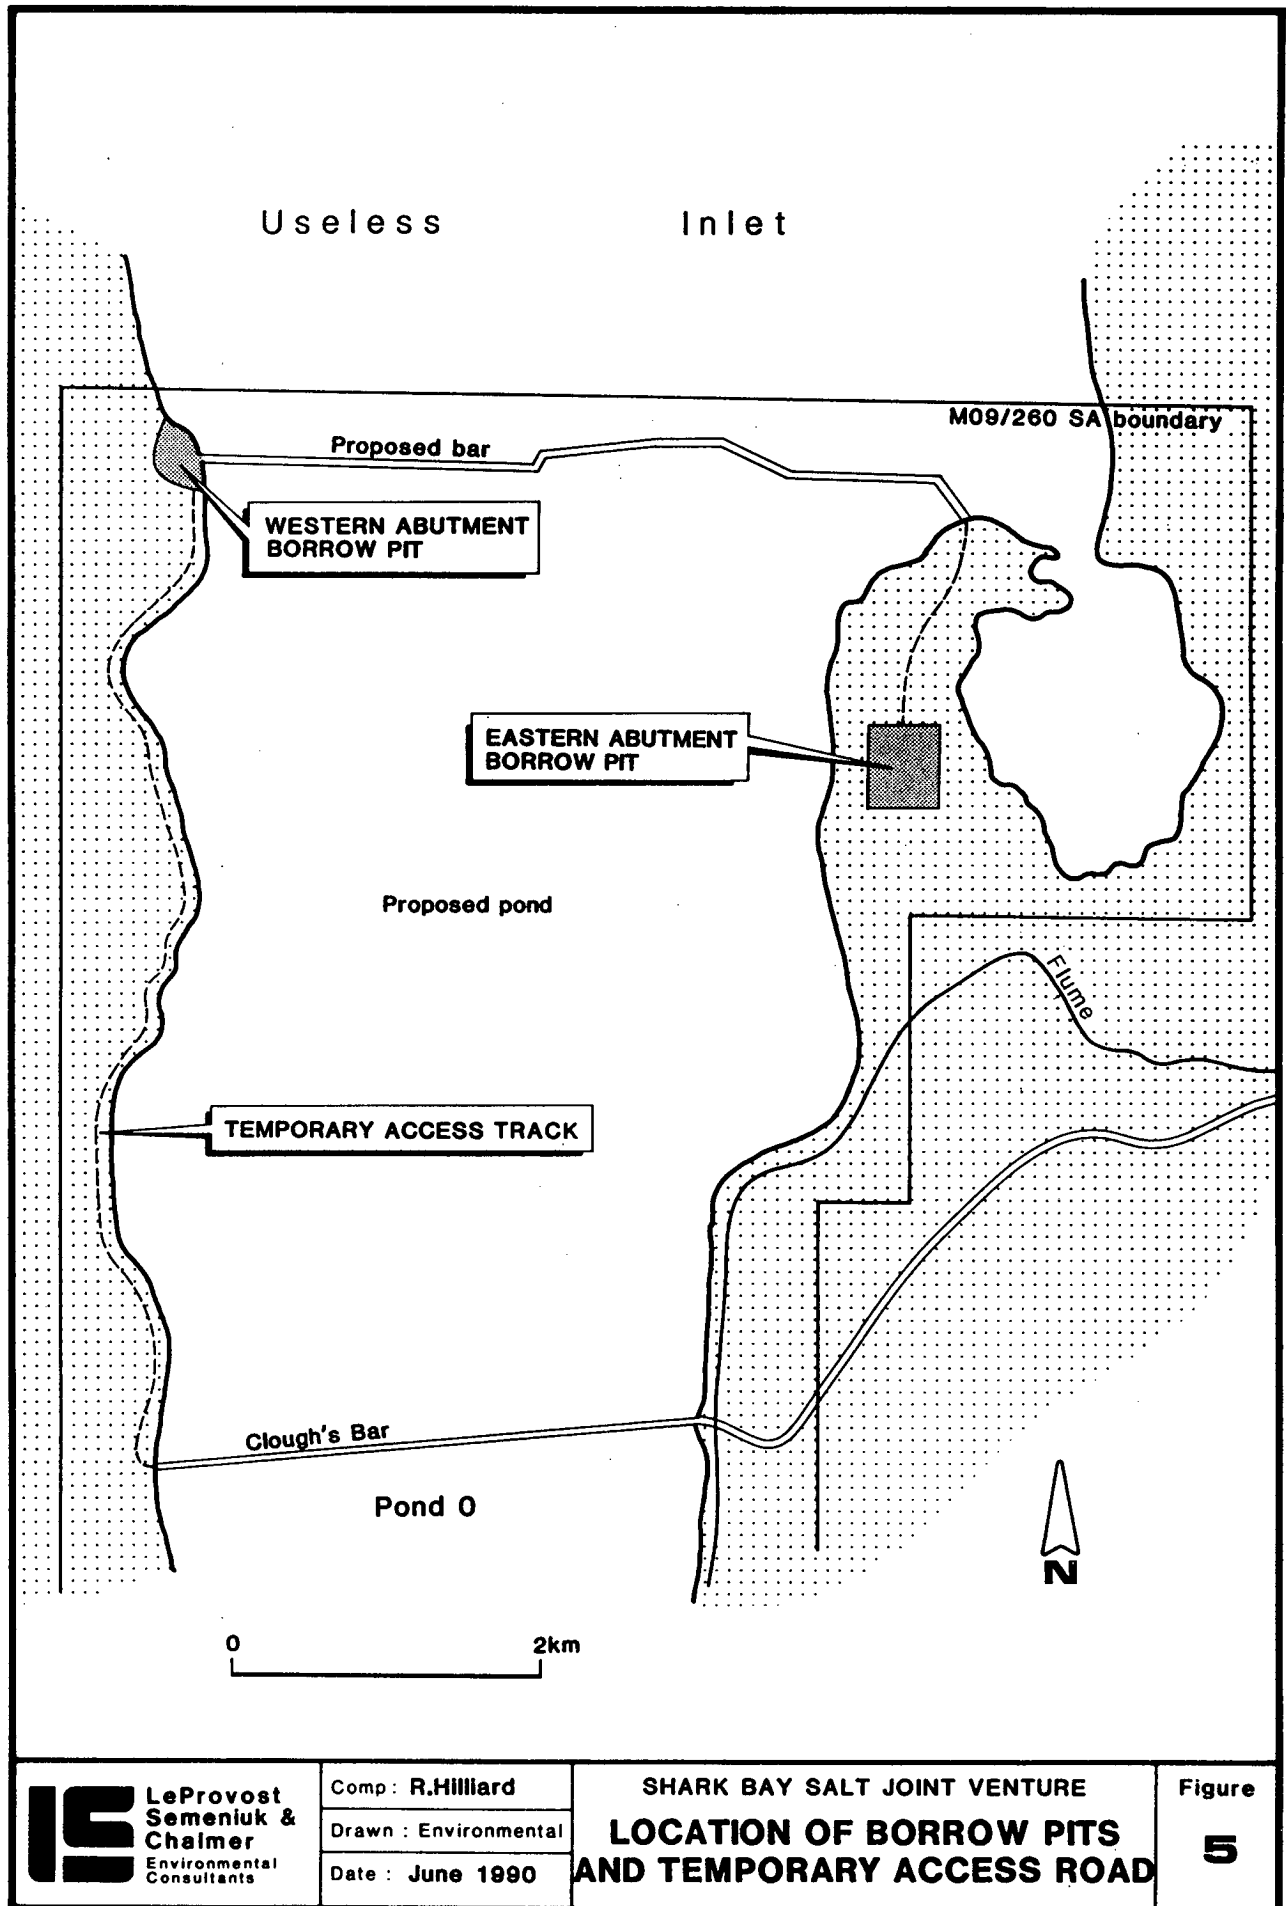 Useless Inlet
M09/260 SA boundary
Proposed bar
WESTERN ABUTMENT
BORROW PIT
EASTERN ABUTMENT
BORROW PIT
Proposed pond
Flume
TEMPORARY ACCESS TRACK
Clough's Bar
Pond 0
N
0 2km
LeProvost
Semeniuk &
Chalmer
Environmental
Consultants
Comp: R.Hilliard
Drawn : Environmental
Date : June 1990
SHARK BAY SALT JOINT VENTURE
LOCATION OF BORROW PITS
AND TEMPORARY ACCESS ROAD
Figure
5